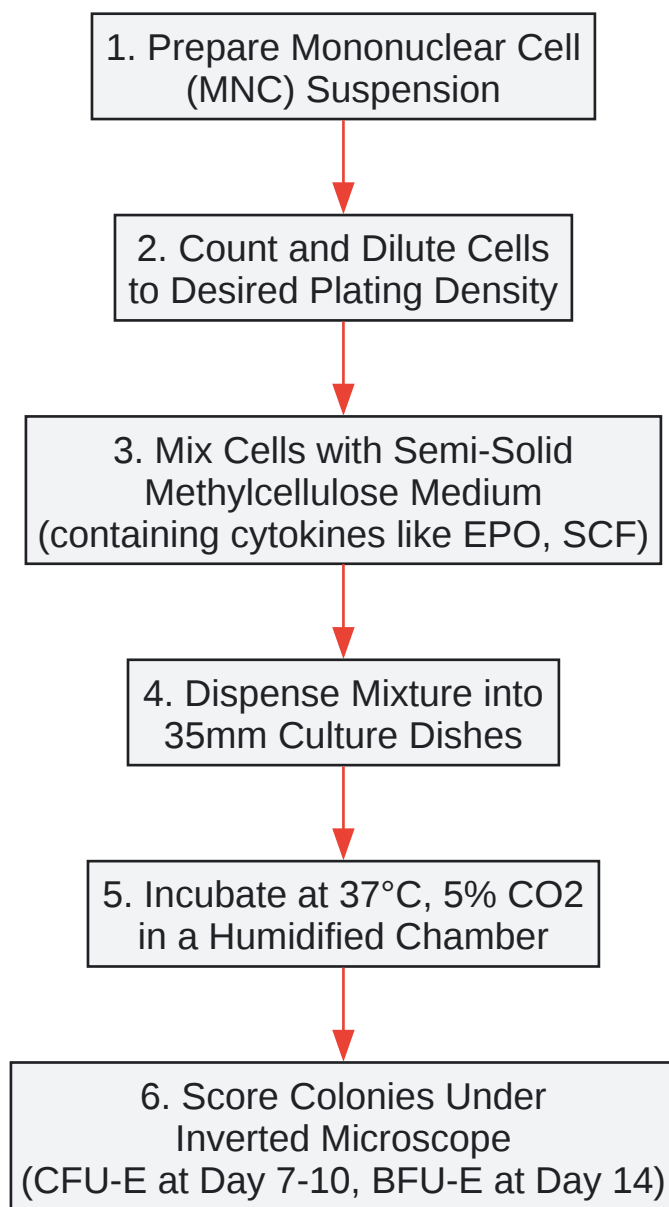 1. Prepare Mononuclear Cell
(MNC) Suspension
2. Count and Dilute Cells
to Desired Plating Density
3. Mix Cells with Semi-Solid
Methylcellulose Medium
(containing cytokines like EPO, SCF)
4. Dispense Mixture into
35mm Culture Dishes
5. Incubate at 37°C, 5% CO2
in a Humidified Chamber
6. Score Colonies Under
Inverted Microscope
(CFU-E at Day 7-10, BFU-E at Day 14)